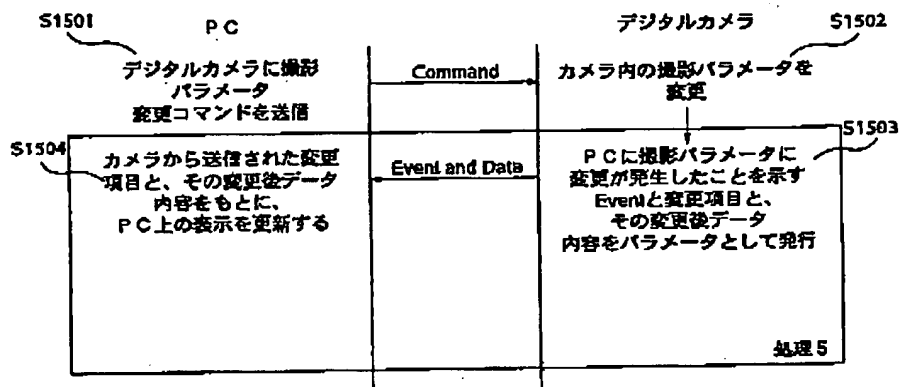 S1501
PC
デジタルカメラ
S1502
デジタルカメラに撮影
パラメータ
変更コマンドを送信
Command
カメラ内の撮影パラメータを
変更
S1504
カメラから送信された変更
項目と、その変更後データ
内容をもとに、
PC上の表示を更新する
Event and Data
S1503
PCに撮影パラメータに
変更が発生したことを示す
Eventと変更項目と、
その変更後データ
内容をパラメータとして発行
処理5